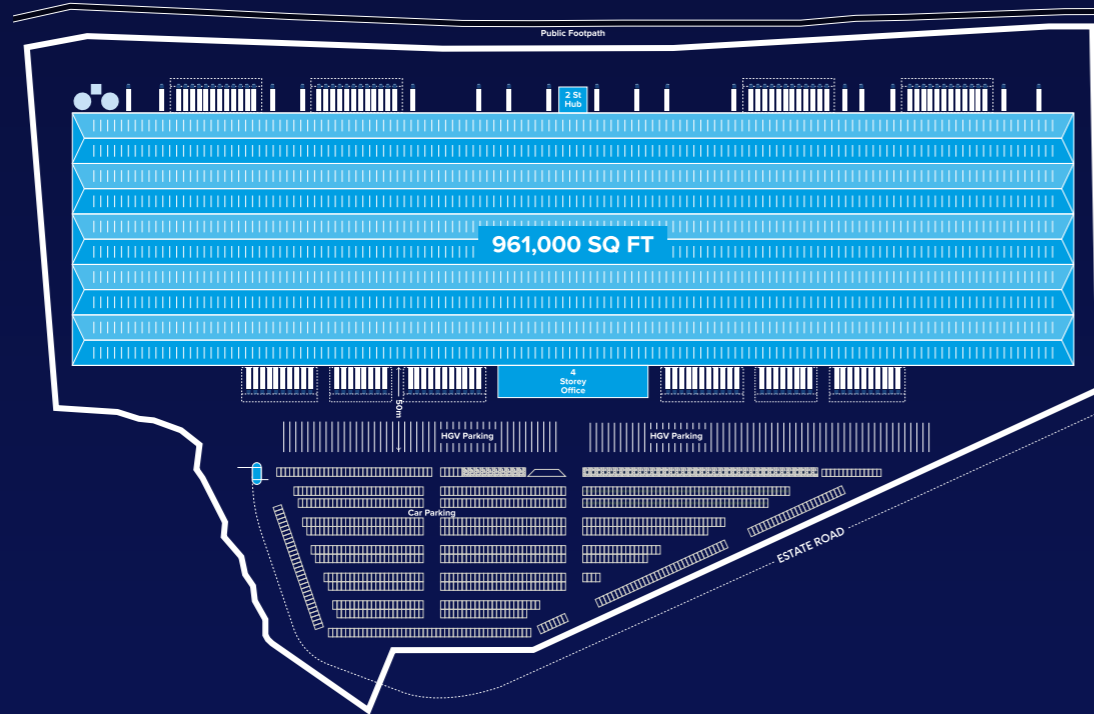 Public Footpath
2 St
Hub
961,000 SQ FT
4
Storey
Office
50m
HGV Parking
HGV Parking
Car Parking
ESTATE ROAD